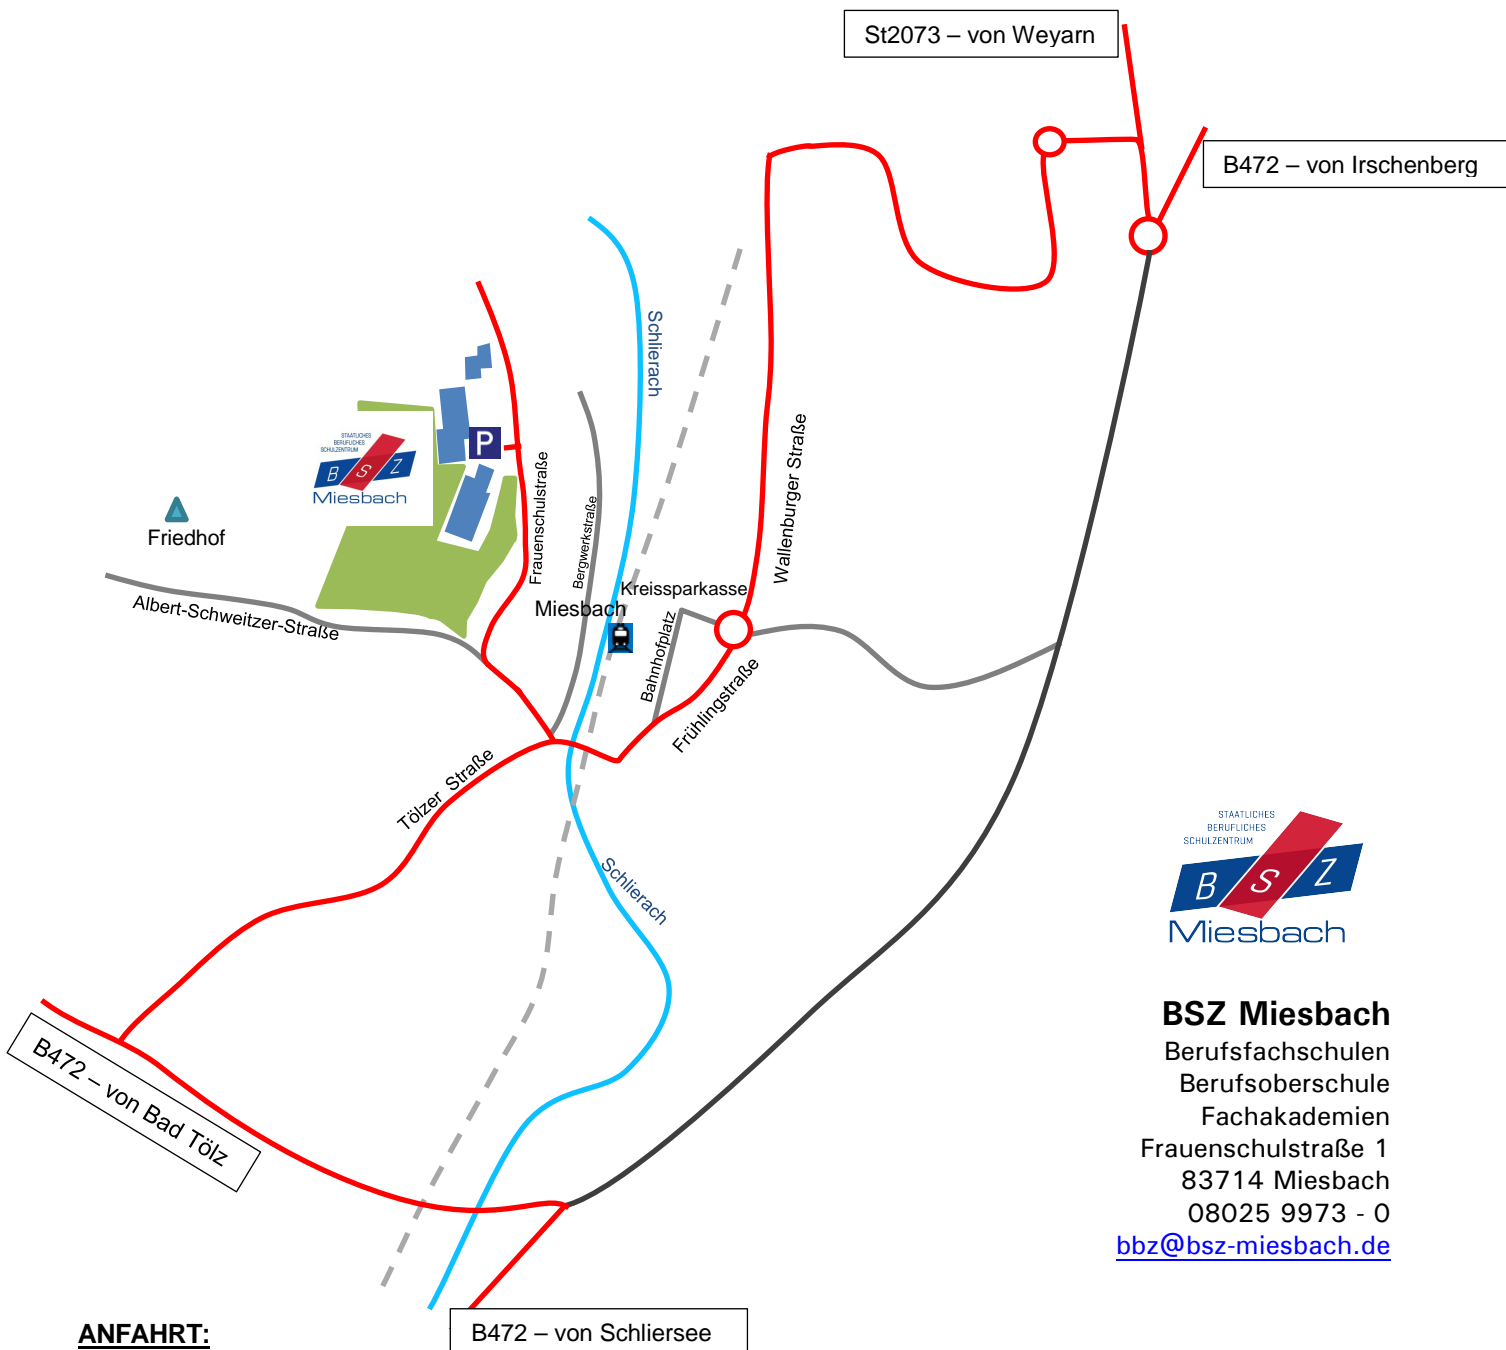 St2073 – von Weyarn
B472 – von Irschenberg
Schlierach
STAATLICHES
BERUFLICHES
SCHULZENTRUM
B S Z
Miesbach
P
Friedhof
Frauenschulstraße
Bergwerkstraße
Wallenburger Straße
Albert-Schweitzer-Straße
Kreissparkasse
Miesbach
Bahnhofplatz
Frühlingstraße
Tölzer Straße
Schlierach
STAATLICHES
BERUFLICHES
SCHULZENTRUM
B S Z
Miesbach
BSZ Miesbach
Berufsfachschulen
Berufsoberschule
Fachakademien
Frauenschulstraße 1
83714 Miesbach
08025 9973 - 0
bbz@bsz-miesbach.de
B472 – von Bad Tölz
B472 – von Schliersee
ANFAHRT: